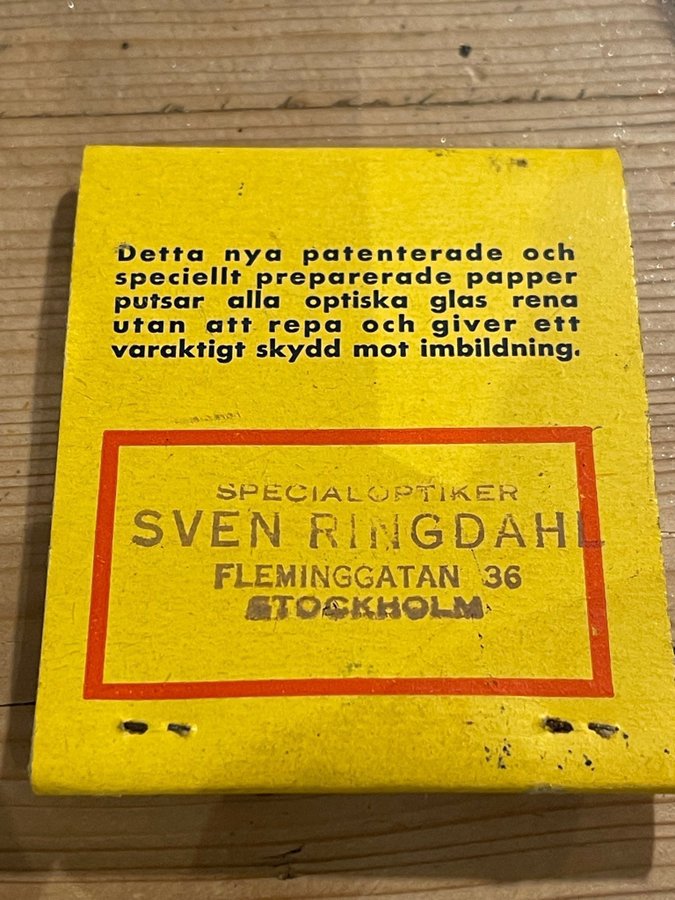 Detta nya patenterade och
speciellt preparerade papper
putsar alla optiska glas rena
utan att repa och giver ett
varaktigt skydd mot imbildning.
SPECIALOPTIKER
SVEN RINGDAHL
FLEMINGGATAN 36
STOCKHOLM